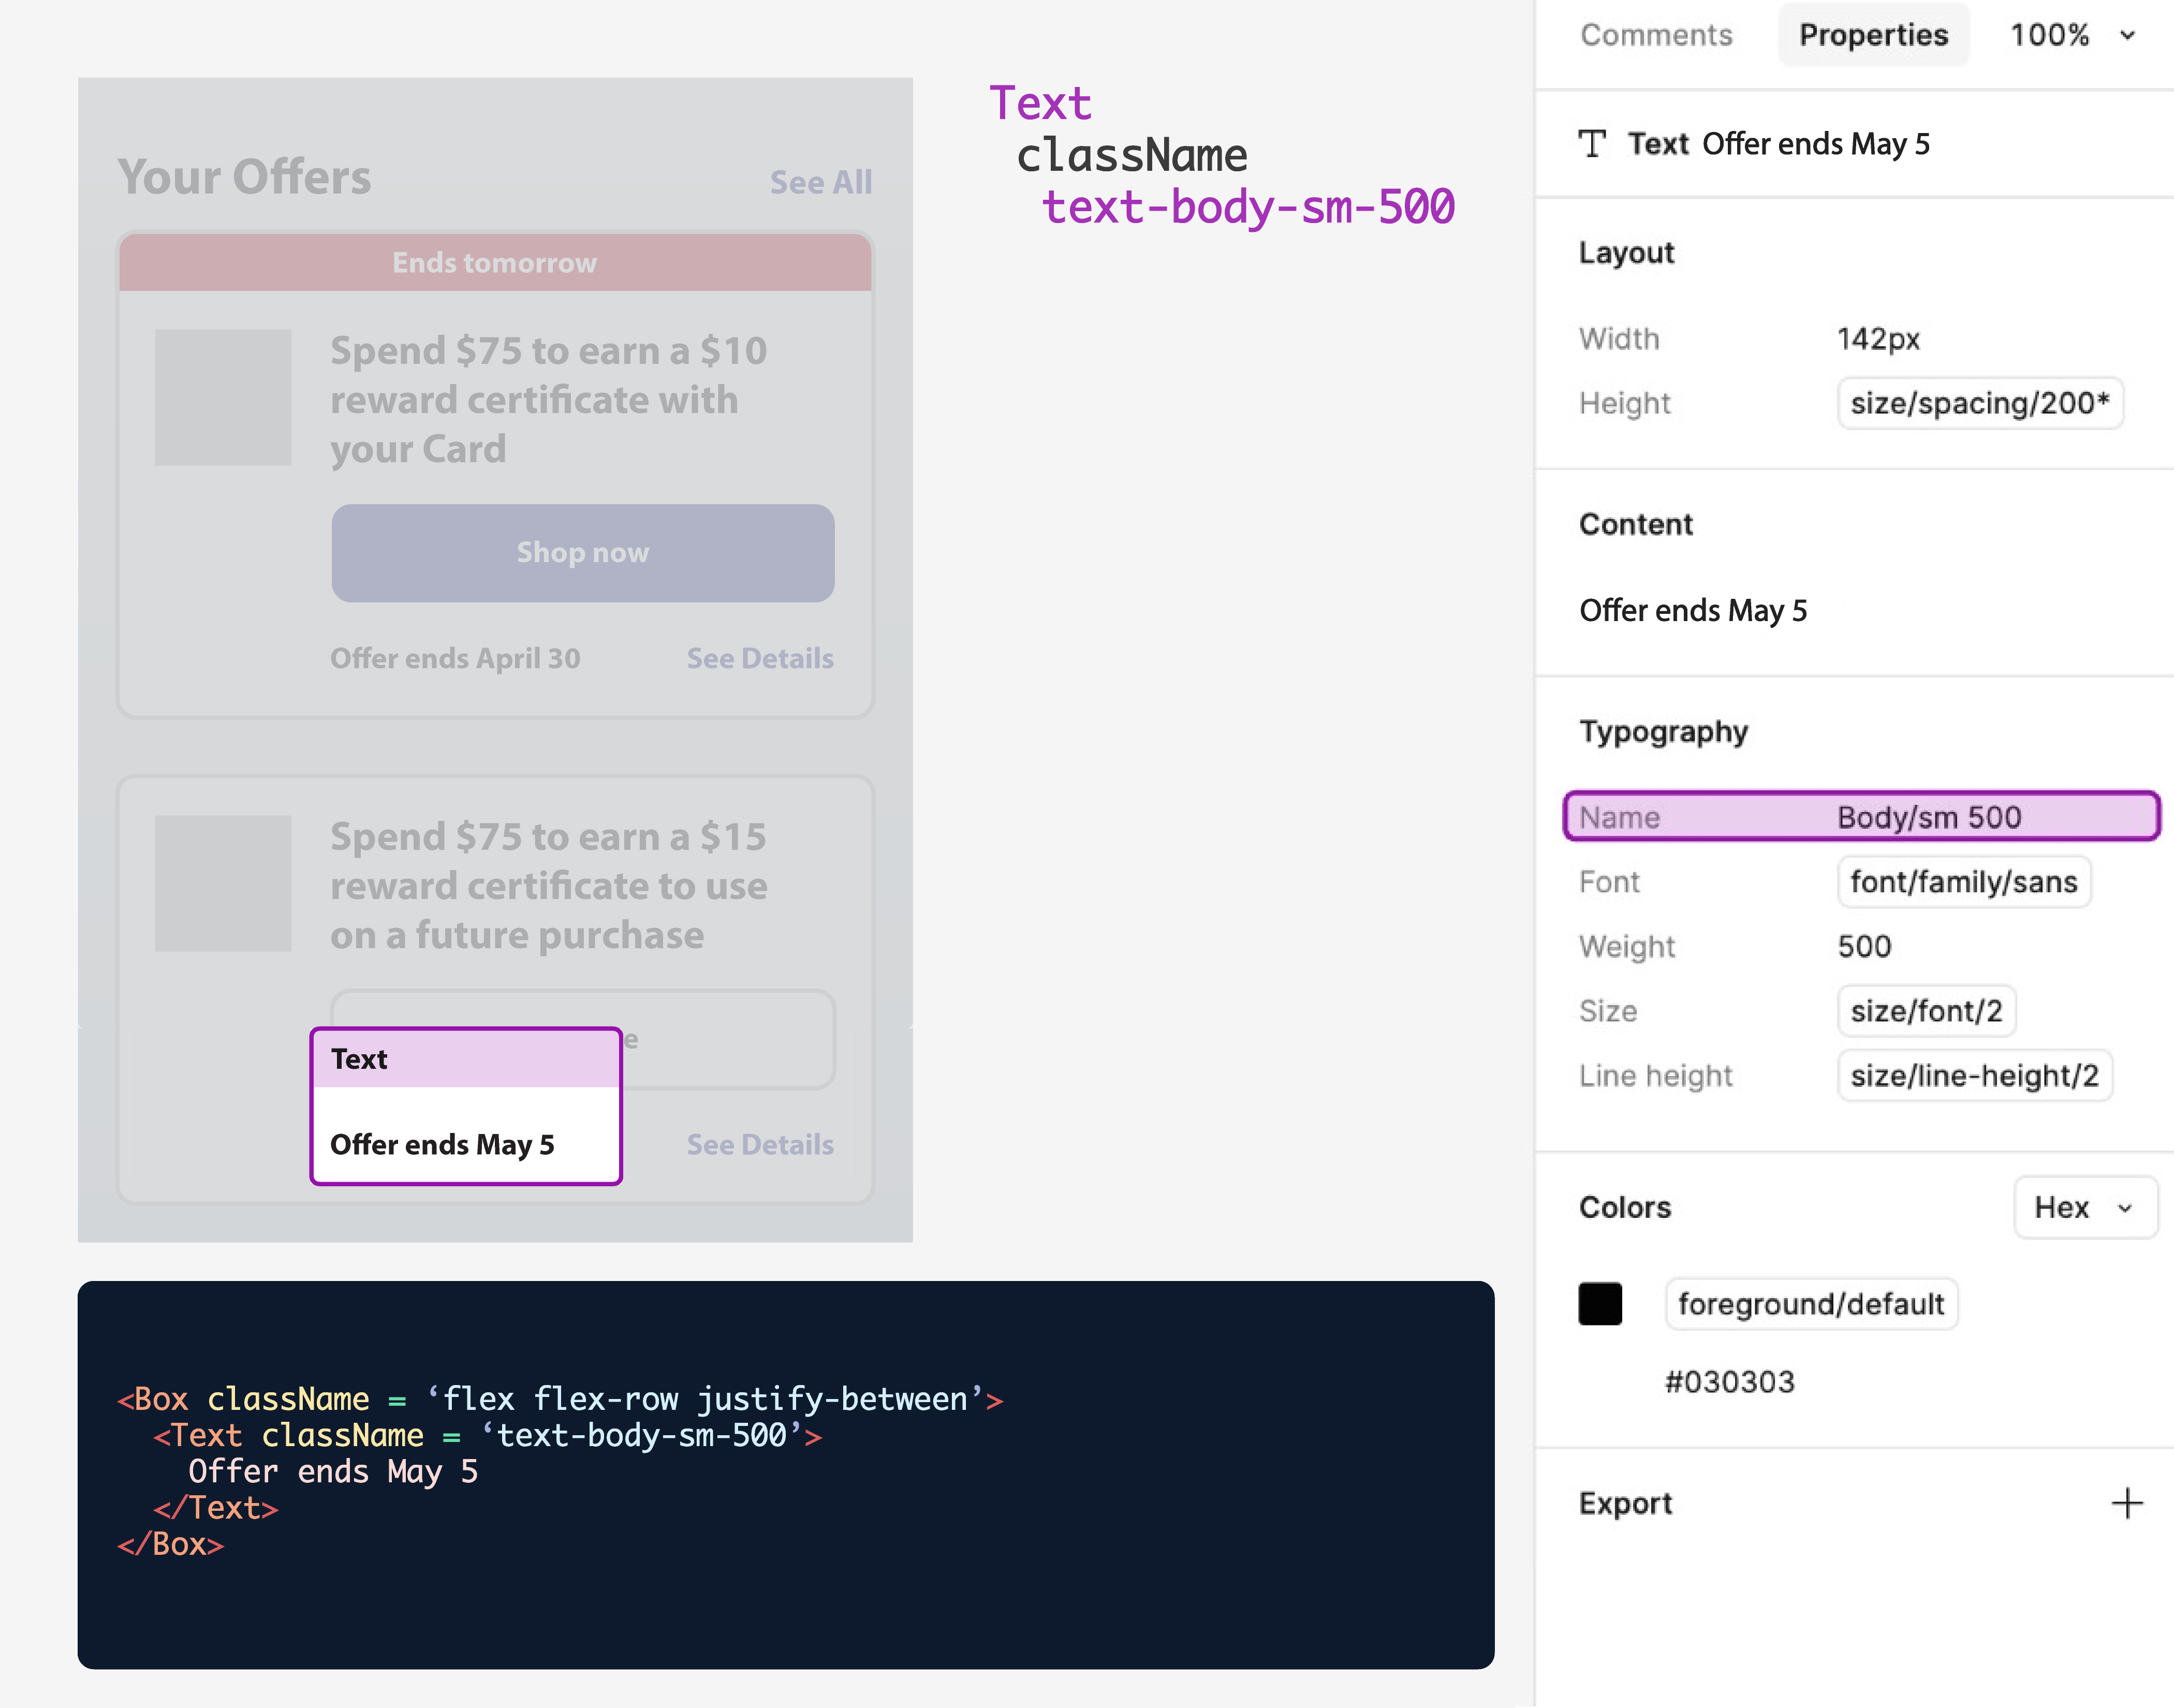 Your Offers
See All
Ends tomorrow
Spend $75 to earn a $10
reward certificate with
your Card
Shop now
Offer ends April 30
See Details
Spend $75 to earn a $15
reward certificate to use
on a future purchase
e
Text
Offer ends May 5
See Details
Text
className
text-body-sm-500
<Box className = ‘flex flex-row justify-between’>
<Text className = ‘text-body-sm-500’>
Offer ends May 5
</Text>
</Box>
Comments Properties 100%
T Text Offer ends May 5
Layout
Width 142px
Height size/spacing/200*
Content
Offer ends May 5
Typography
Name Body/sm 500
Font font/family/sans
Weight 500
Size size/font/2
Line height size/line-height/2
Colors Hex
foreground/default
#030303
Export +